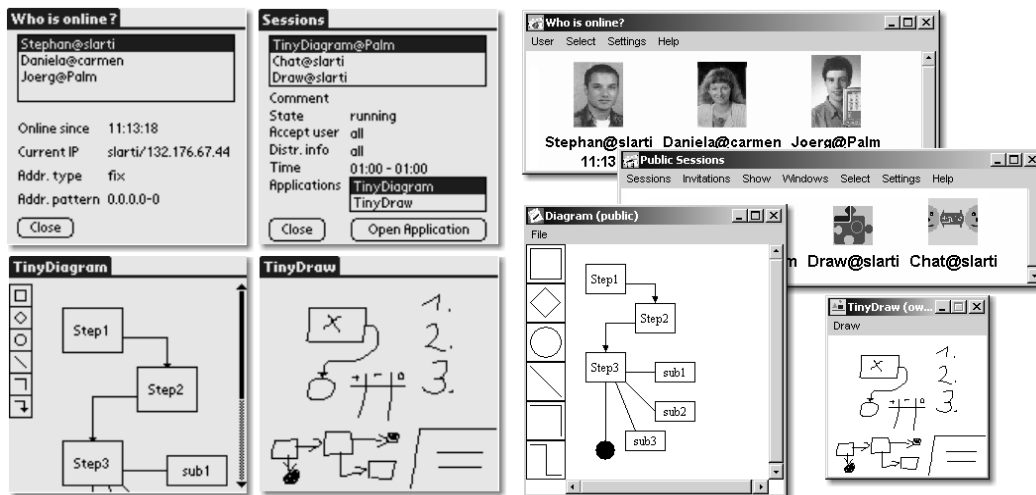 Who is online?
Stephan@slarti
Daniela@carmen
Joerg@Palm
Online since 11:13:18
Current IP slarti/132.176.67.44
Addr. type fix
Addr. pattern 0.0.0.0-0
Close
Sessions
TinyDiagram@Palm
Chat@slarti
Draw@slarti
Comment
State running
Accept user all
Distr. info all
Time 01:00 - 01:00
Applications TinyDiagram
TinyDraw
Close Open Application
Who is online?
User Select Settings Help
Stephan@slarti Daniela@carmen Joerg@Palm
11:13
Public Sessions
Sessions Invitations Show Windows Select Settings Help
m Draw@slarti Chat@slarti
TinyDiagram
Step1
Step2
Step3
sub1
TinyDraw
x
1.
2.
3.
+ - 0
Diagram (public)
File
Step1
Step2
Step3
sub1
sub2
sub3
TinyDraw (ow...
Draw
x
1.
2.
3.
+ - 0